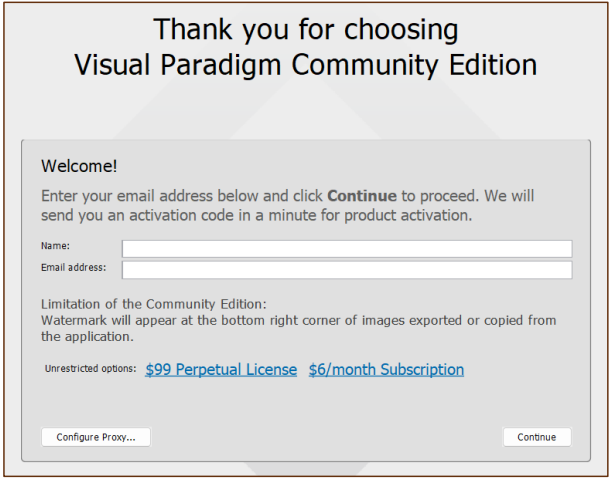 Thank you for choosing
Visual Paradigm Community Edition
Welcome!
Enter your email address below and click Continue to proceed. We will
send you an activation code in a minute for product activation.
Name:
Email address:
Limitation of the Community Edition:
Watermark will appear at the bottom right corner of images exported or copied from
the application.
Unrestricted options: $99 Perpetual License $6/month Subscription
Configure Proxy... Continue